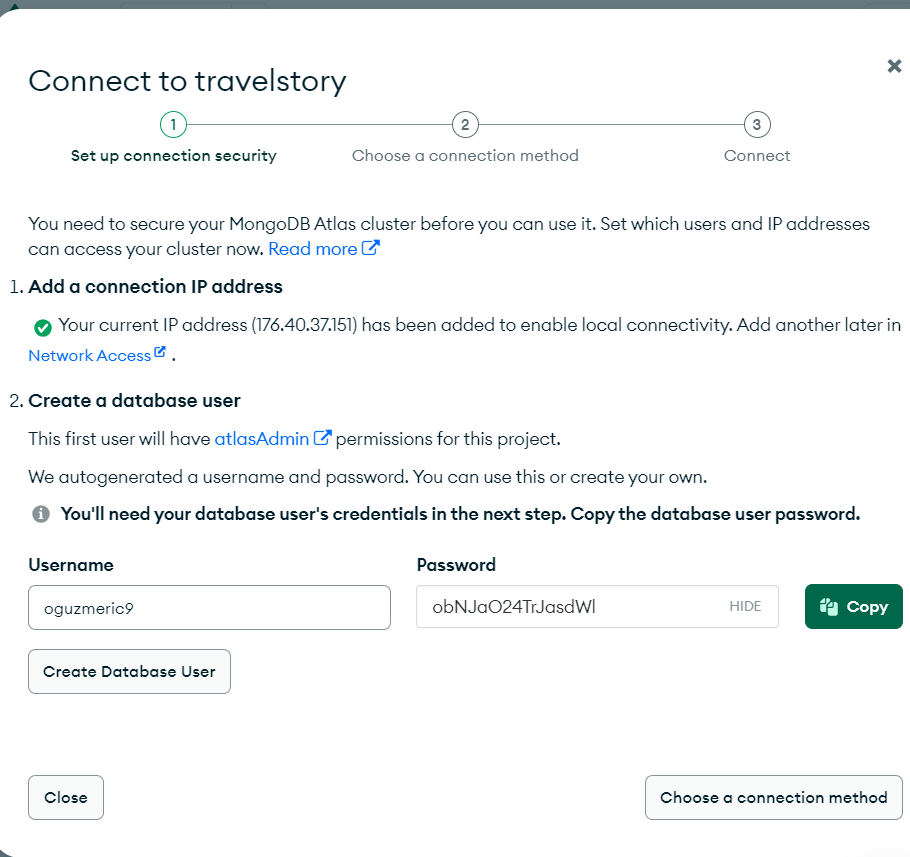 Connect to travelstory
1 2 3
Set up connection security Choose a connection method Connect
You need to secure your MongoDB Atlas cluster before you can use it. Set which users and IP addresses
can access your cluster now. Read more
1. Add a connection IP address
Your current IP address (176.40.37.151) has been added to enable local connectivity. Add another later in
Network Access .
2. Create a database user
This first user will have atlasAdmin permissions for this project.
We autogenerated a username and password. You can use this or create your own.
You'll need your database user's credentials in the next step. Copy the database user password.
Username Password
oguzmeric9 obNJaO24TrJasdWl HIDE Copy
Create Database User
Close Choose a connection method